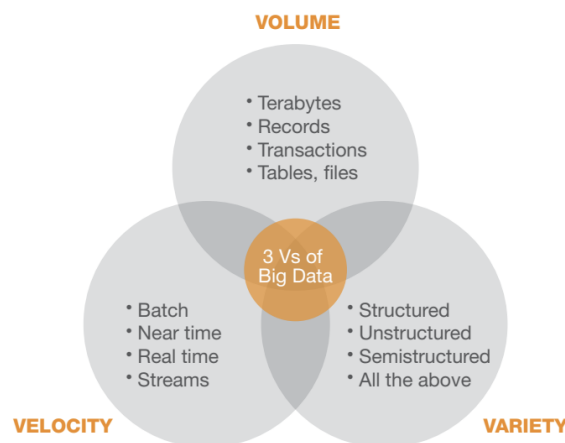 VOLUME
• Terabytes
• Records
• Transactions
• Tables, files
3 Vs of
Big Data
• Batch
• Near time
• Real time
• Streams
• Structured
• Unstructured
• Semistructured
• All the above
VELOCITY
VARIETY